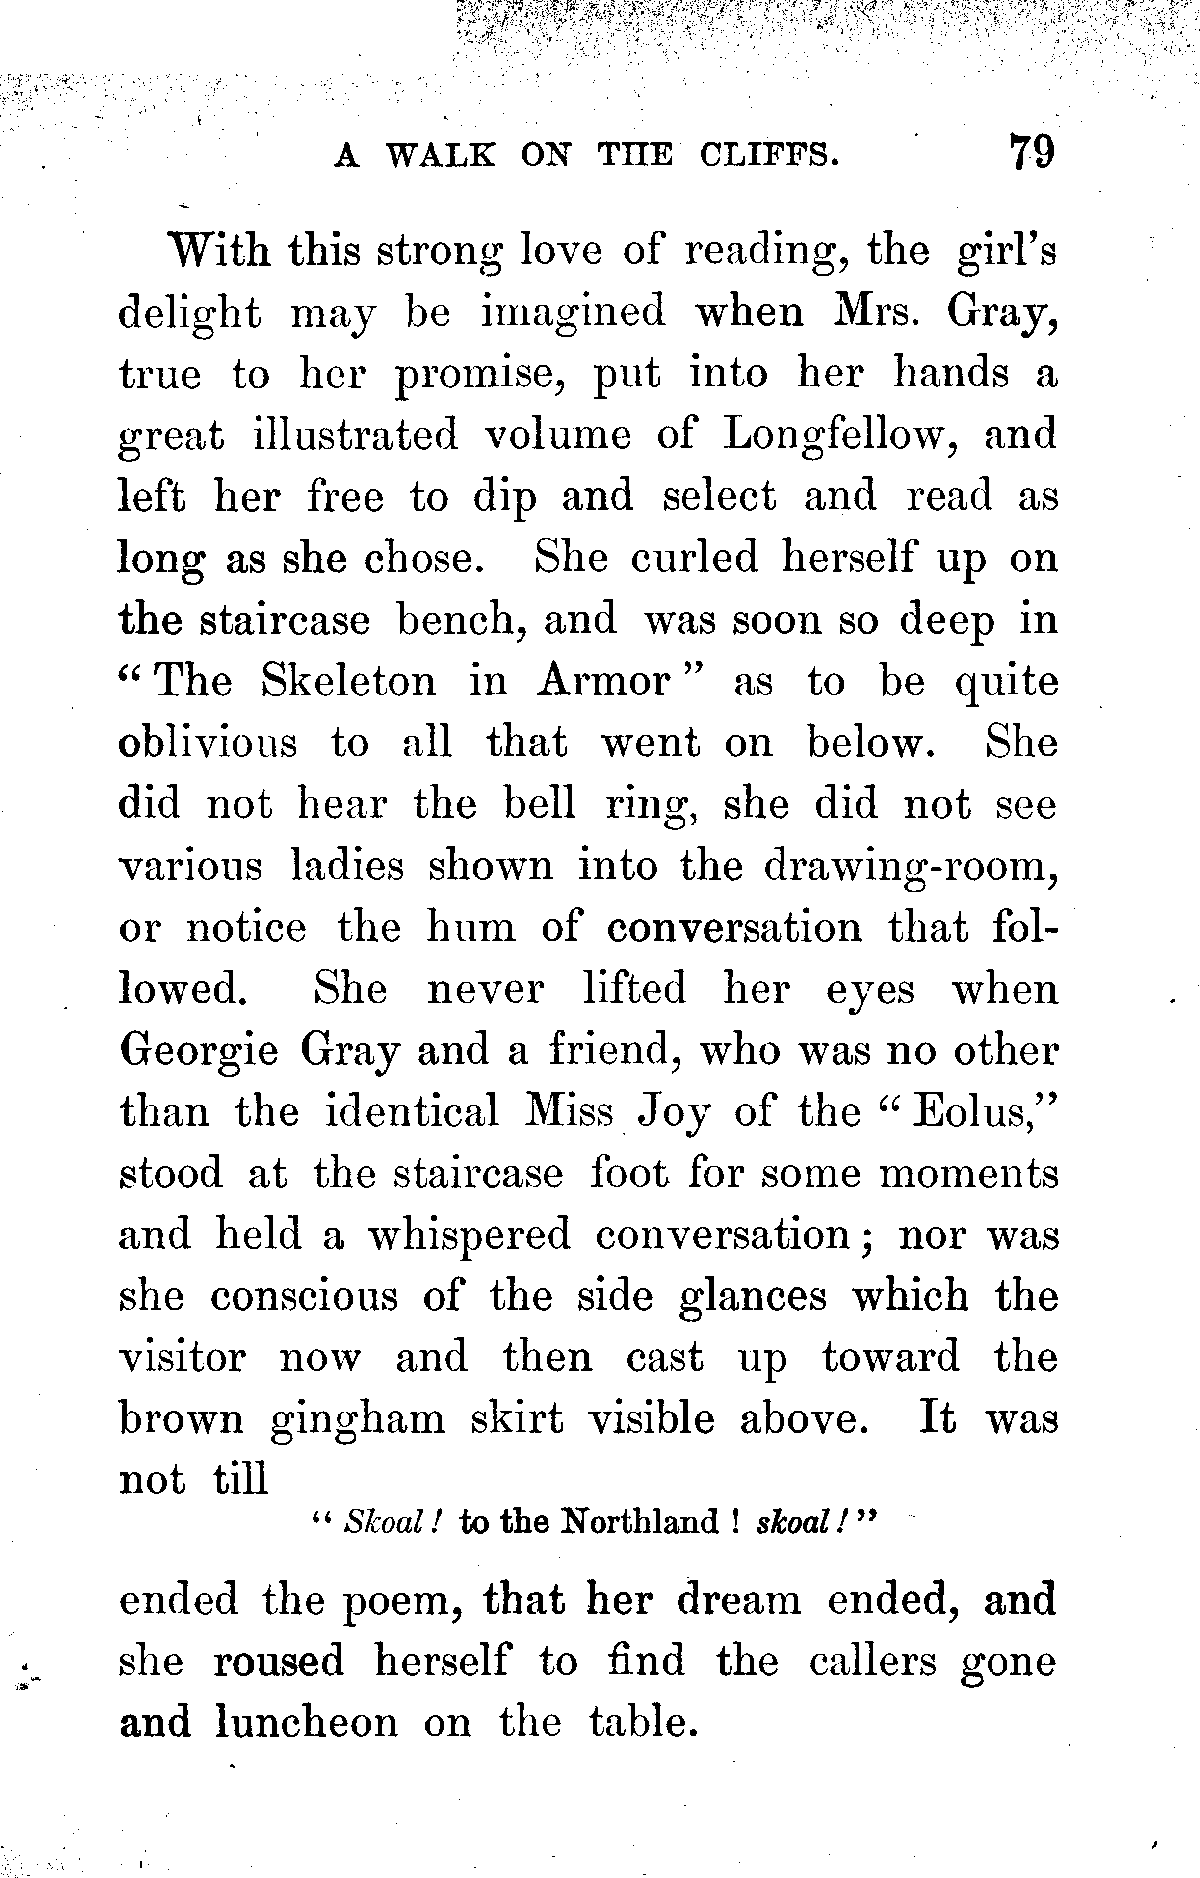 A WALK ON THE CLIFFS. 79
With this strong love of reading, the girl's
delight may be imagined when Mrs. Gray,
true to her promise, put into her hands a
great illustrated volume of Longfellow, and
left her free to dip and select and read as
long as she chose. She curled herself up on
the staircase bench, and was soon so deep in
“ The Skeleton in Armor ” as to be quite
oblivious to all that went on below. She
did not hear the bell ring, she did not see
various ladies shown into the drawing-room,
or notice the hum of conversation that fol-
lowed. She never lifted her eyes when
Georgie Gray and a friend, who was no other
than the identical Miss Joy of the “ Eolus,”
stood at the staircase foot for some moments
and held a whispered conversation ; nor was
she conscious of the side glances which the
visitor now and then cast up toward the
brown gingham skirt visible above. It was
not till
“ Skoal ! to the Northland ! skoal ! ”
ended the poem, that her dream ended, and
she roused herself to find the callers gone
and luncheon on the table.